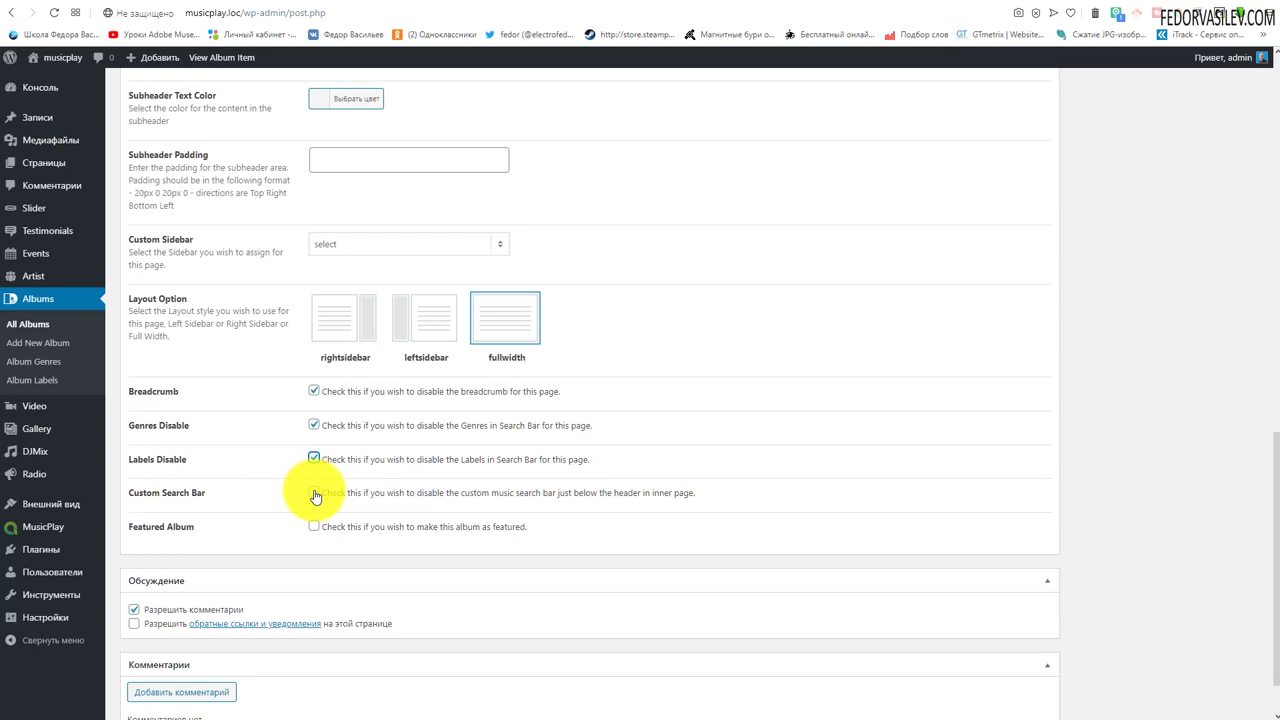 Не защищено musicplay.loc/wp-admin/post.php
FEDORVASILEV.COM
Школа Федора Вас... Уроки Adobe Muse... Личный кабинет -... Федор Васильев (2) Одноклассники fedor (@electrofed... http://store.steamp... Магнитные бури о... Бесплатный онлайн... Подбор слов GTmetrix | Website... Сжатие JPG-изобр... iTrack - Сервис оп...
musicplay 0 Добавить View Album Item Привет, admin
Консоль
Записи
Медиафайлы
Страницы
Комментарии
Slider
Testimonials
Events
Artist
Albums
All Albums
Add New Album
Album Genres
Album Labels
Video
Gallery
DJMix
Radio
Внешний вид
MusicPlay
Плагины
Пользователи
Инструменты
Настройки
Свернуть меню
Subheader Text Color
Select the color for the content in the
subheader
Выбрать цвет
Subheader Padding
Enter the padding for the subheader area.
Padding should be in the following format
- 20px 0 20px 0 - directions are Top Right
Bottom Left
Custom Sidebar
Select the Sidebar you wish to assign for
this page.
select
Layout Option
Select the Layout style you wish to use for
this page, Left Sidebar or Right Sidebar or
Full Width.
rightsidebar leftsidebar fullwidth
Breadcrumb Check this if you wish to disable the breadcrumb for this page.
Genres Disable Check this if you wish to disable the Genres in Search Bar for this page.
Labels Disable Check this if you wish to disable the Labels in Search Bar for this page.
Custom Search Bar Check this if you wish to disable the custom music search bar just below the header in inner page.
Featured Album Check this if you wish to make this album as featured.
Обсуждение
Разрешить комментарии
Разрешить обратные ссылки и уведомления на этой странице
Комментарии
Добавить комментарий
Комментариев нет